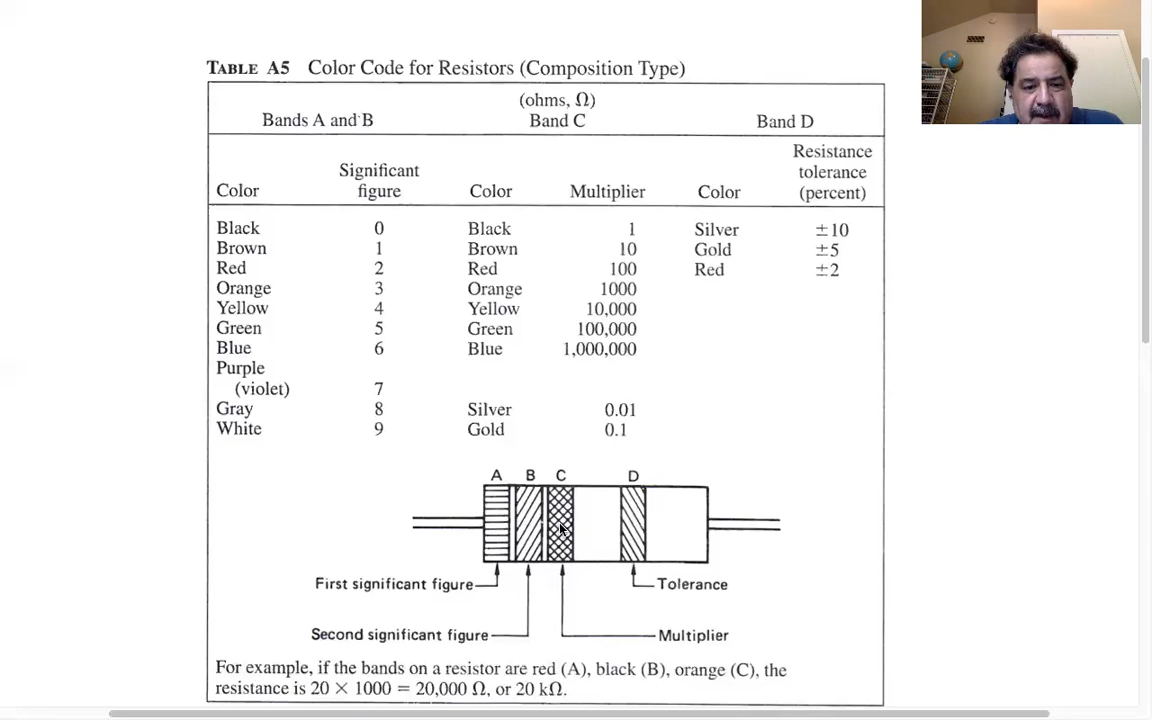 TABLE A5 Color Code for Resistors (Composition Type)
(ohms, Ω)
Bands A and B Band C Band D
Resistance
Significant tolerance
Color figure Color Multiplier Color (percent)
Black 0 Black 1 Silver ±10
Brown 1 Brown 10 Gold ±5
Red 2 Red 100 Red ±2
Orange 3 Orange 1000
Yellow 4 Yellow 10,000
Green 5 Green 100,000
Blue 6 Blue 1,000,000
Purple
(violet) 7
Gray 8 Silver 0.01
White 9 Gold 0.1
A B C D
First significant figure Tolerance
Second significant figure Multiplier
For example, if the bands on a resistor are red (A), black (B), orange (C), the
resistance is 20 × 1000 = 20,000 Ω, or 20 kΩ.